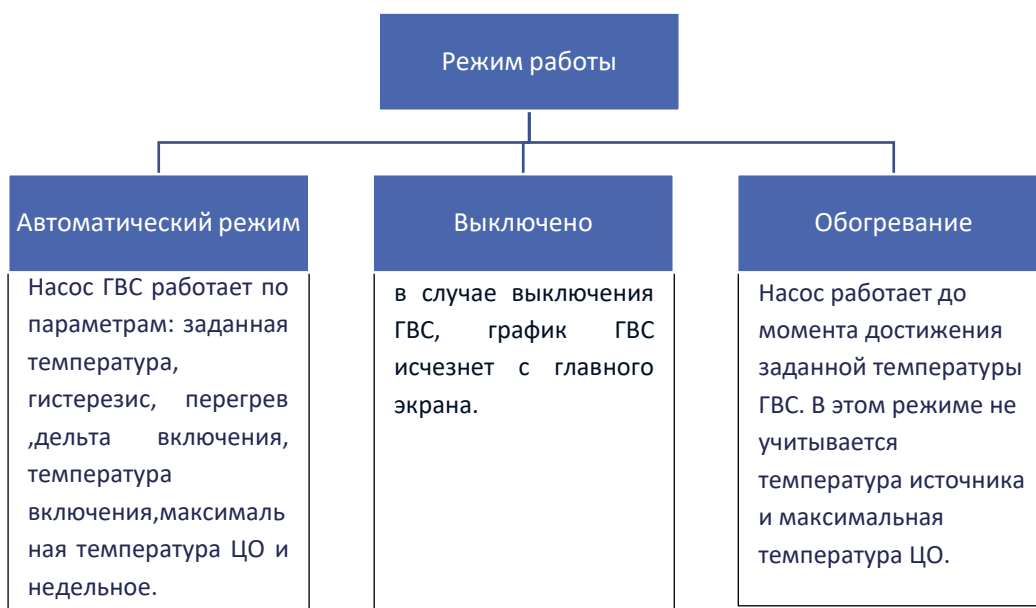 Режим работы
Автоматический режим
Насос ГВС работает по
параметрам: заданная
температура,
гистерезис, перегрев
,дельта включения,
температура
включения,максималь
ная температура ЦО и
недельное.
Выключено
в случае выключения
ГВС, график ГВС
исчезнет с главного
экрана.
Обогревание
Насос работает до
момента достижения
заданной температуры
ГВС. В этом режиме не
учитывается
температура источника
и максимальная
температура ЦО.